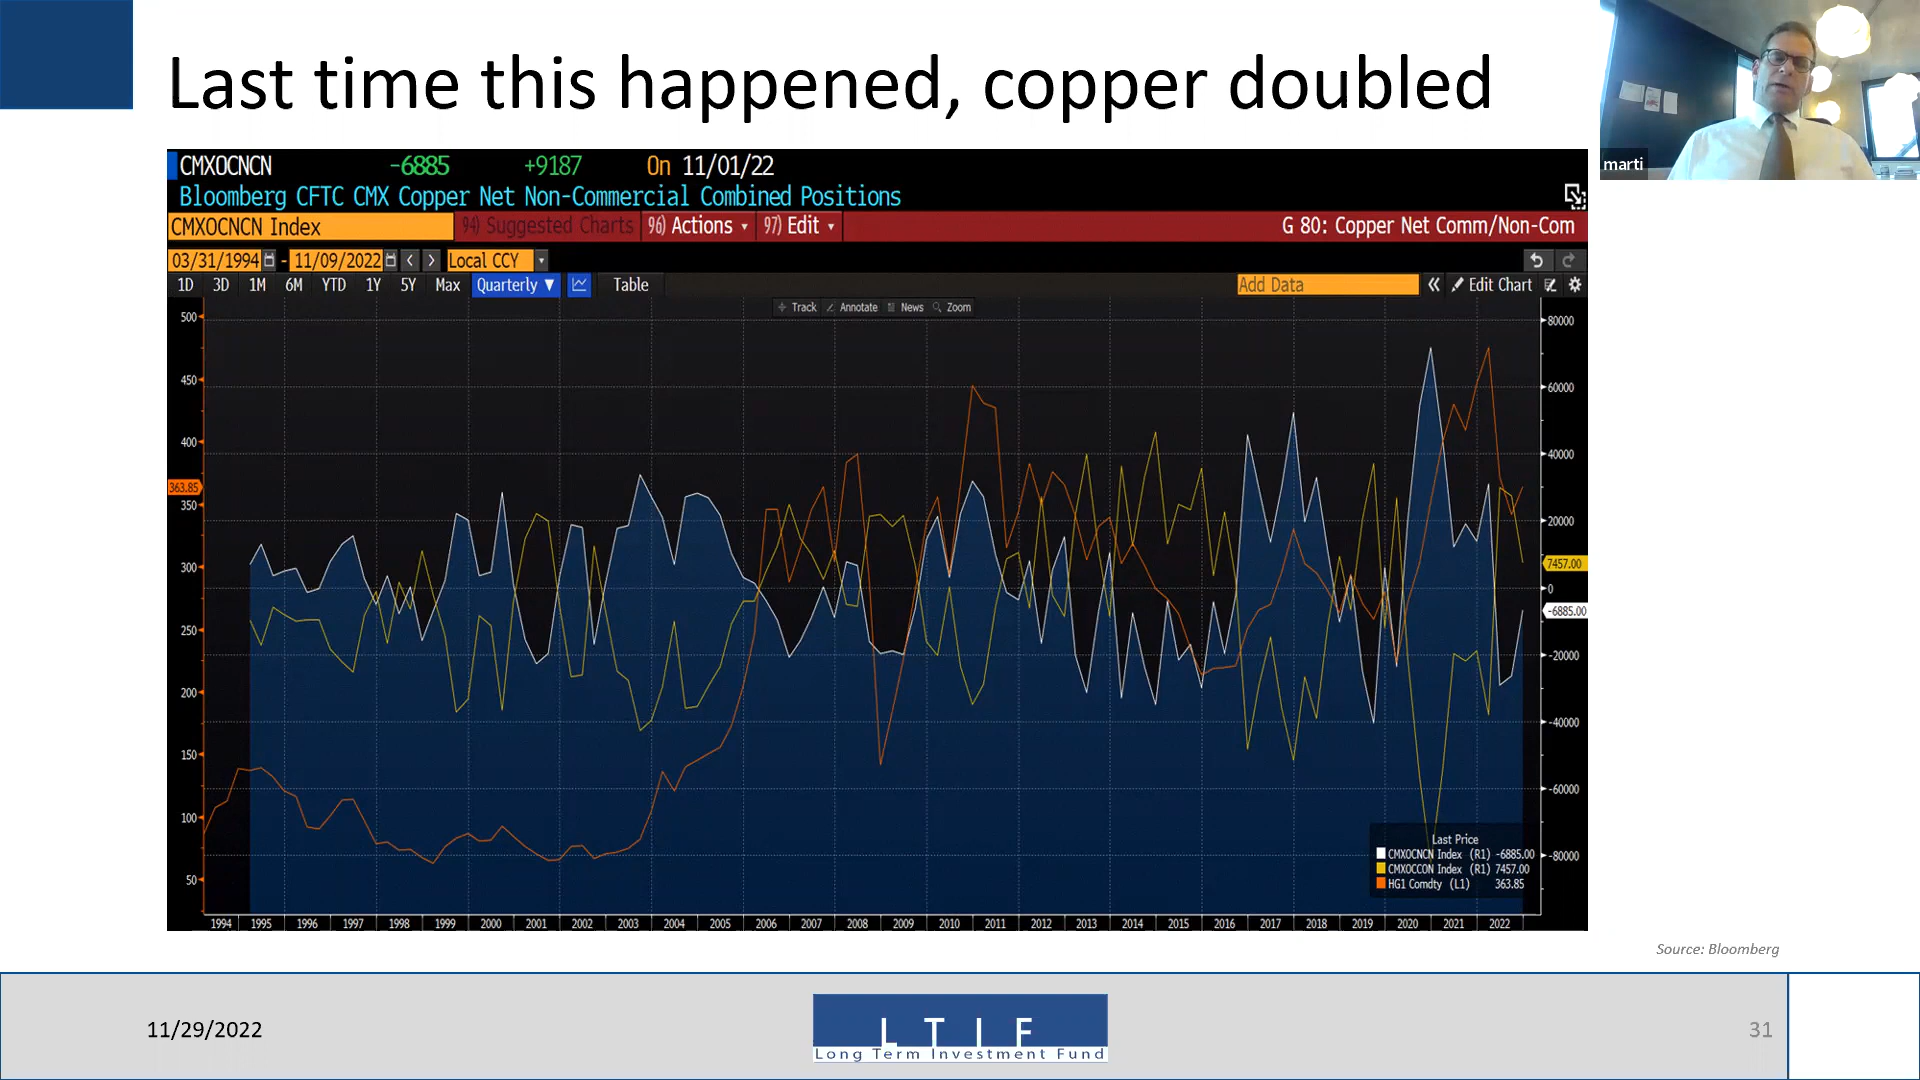 Last time this happened, copper doubled
marti
CMXOCNCN -6885 +9187 On 11/01/22
Bloomberg CFTC CMX Copper Net Non-Commercial Combined Positions
CMXOCNCN Index 94) Suggested Charts 96) Actions 97) Edit G 80: Copper Net Comm/Non-Com
03/31/1994 - 11/09/2022 < > Local CCY
1D 3D 1M 6M YTD 1Y 5Y Max Quarterly ▼ Table Add Data « Edit Chart
Track Annotate News Zoom
500
450
400
363.85
350
300
250
200
150
100
50
80000
60000
40000
20000
7457.00
0
-6885.00
-20000
-40000
-60000
-80000
Last Price
CMXOCNCN Index (R1) -6885.00
CMXOCCON Index (R1) 7457.00
HG1 Comdty (L1) 363.85
1994 1995 1996 1997 1998 1999 2000 2001 2002 2003 2004 2005 2006 2007 2008 2009 2010 2011 2012 2013 2014 2015 2016 2017 2018 2019 2020 2021 2022
Source: Bloomberg
11/29/2022
LTIF
Long Term Investment Fund
31